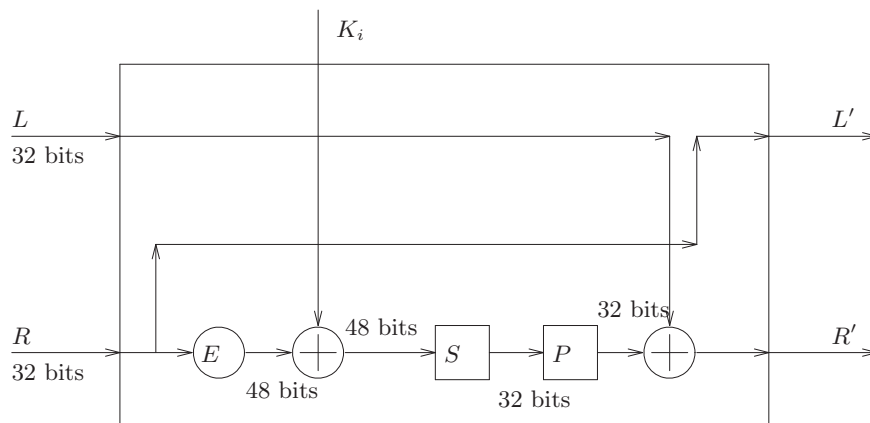 K_i
L
L'
32 bits
32 bits
R
48 bits
R'
E
S
P
32 bits
48 bits
32 bits